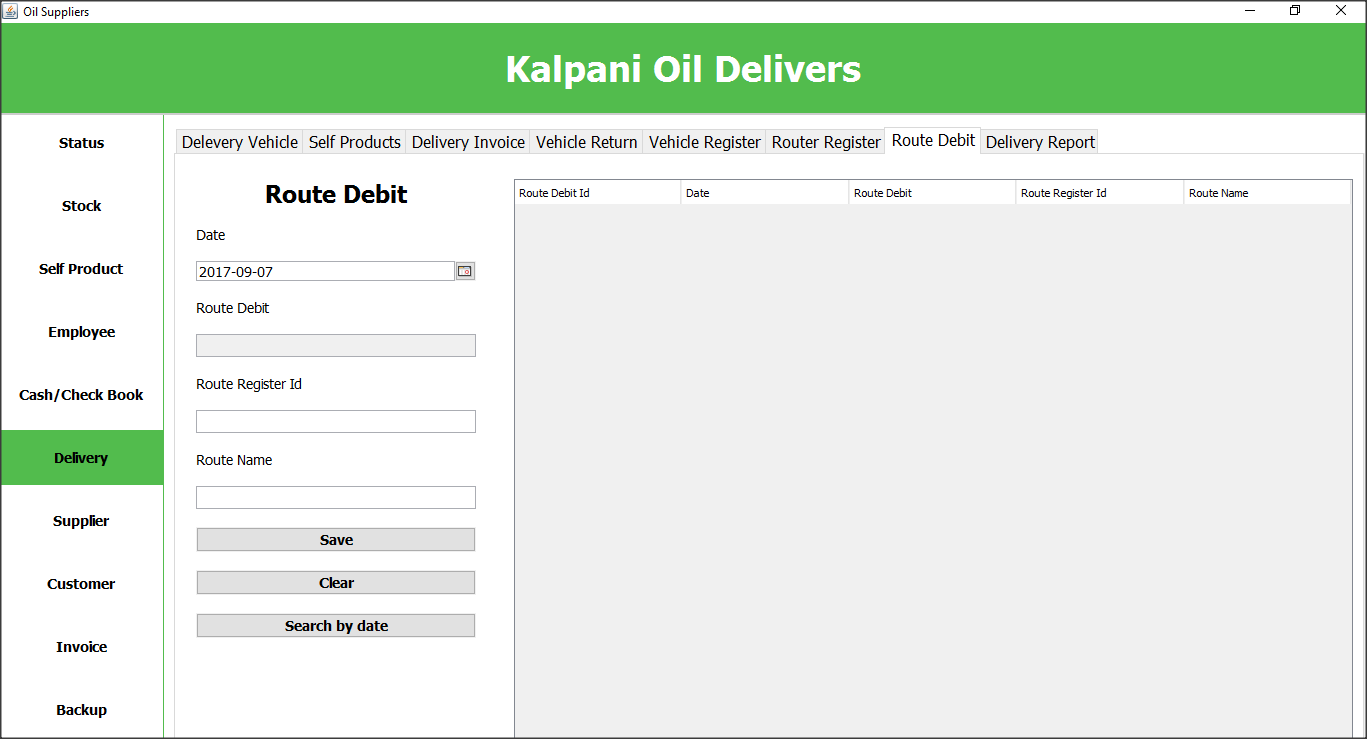 Oil Suppliers
Kalpani Oil Delivers
Status
Stock
Self Product
Employee
Cash/Check Book
Delivery
Supplier
Customer
Invoice
Backup
Delevery Vehicle Self Products Delivery Invoice Vehicle Return Vehicle Register Router Register Route Debit Delivery Report
Route Debit
Date
2017-09-07
Route Debit
Route Register Id
Route Name
Save
Clear
Search by date
Route Debit Id Date Route Debit Route Register Id Route Name